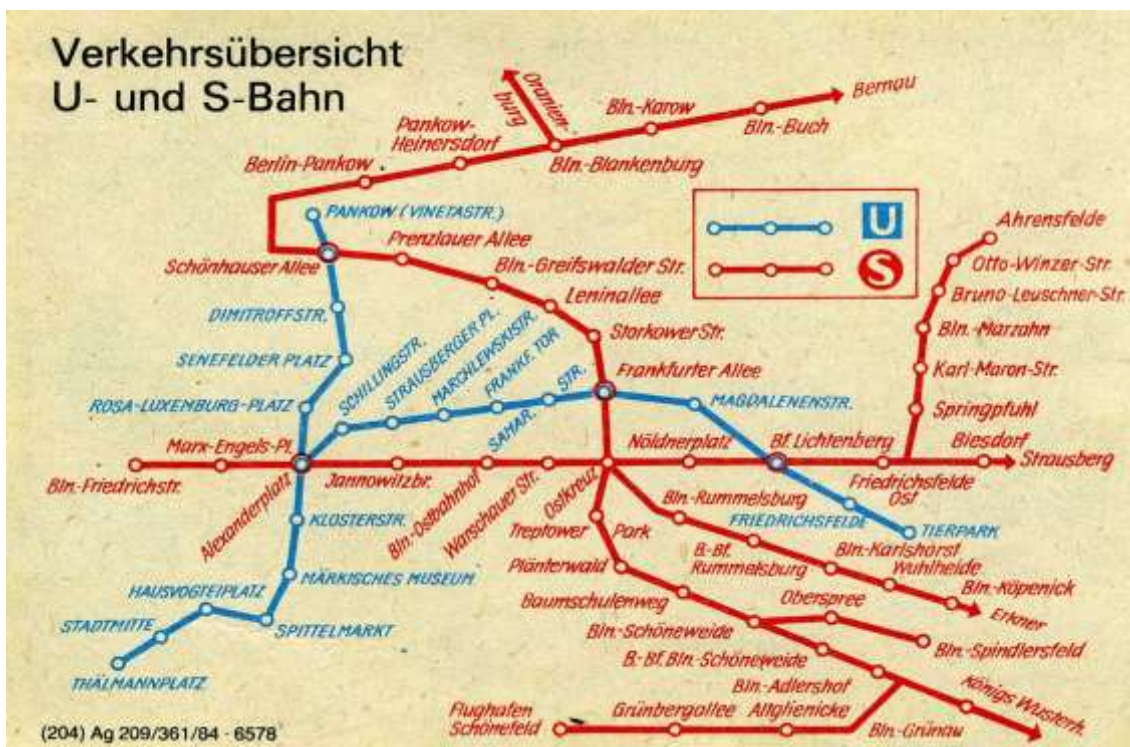 Verkehrsübersicht
U- und S-Bahn
Oranien-
burg
Bernau
Bln.-Karow
Bln.-Buch
Pankow-
Heinersdorf
Bln.-Blankenburg
Berlin-Pankow
PANKOW (VINETASTR.)
U
S
Ahrensfelde
Prenzlauer Allee
Schönhauser Allee
Bln.-Greifswalder Str.
Otto-Winzer-Str.
Leninallee
Bruno-Leuschner-Str.
DIMITROFFSTR.
Storkower Str.
Bln.-Marzahn
SENEFELDER PLATZ
SCHILLINGSTR.
STRAUSBERGER PL.
MARCHLEWSKISTR.
FRANKF. TOR
SAMAR. STR.
Frankfurter Allee
Karl-Maron-Str.
ROSA-LUXEMBURG-PLATZ
MAGDALENENSTR.
Springpfuhl
Marx-Engels-Pl.
Nöldnerplatz
Bf. Lichtenberg
Biesdorf
Strausberg
Bln.-Friedrichstr.
Alexanderplatz
Jannowitzbr.
Bln.-Ostbahnhof
Warschauer Str.
Ostkreuz
Friedrichsfelde
Ost
Bln.-Rummelsburg
KLOSTERSTR.
Treptower Park
FRIEDRICHSFELDE
TIERPARK
Plänterwald
B.-Bf.
Rummelsburg
Bln.-Karlshorst
Wuhlheide
MÄRKISCHES MUSEUM
HAUSVOGTEIPLATZ
Baumschulenweg
Oberspree
Bln.-Köpenick
Erkner
STADTMITTE
SPITTELMARKT
Bln.-Schöneweide
Bln.-Spindlersfeld
THÄLMANNPLATZ
B.-Bf. Bln.-Schöneweide
Bln.-Adlershof
Königs Wusterh.
Flughafen
Schönefeld
Grünbergallee
Altglienicke
Bln.-Grünau
(204) Ag 209/361/84 - 6578